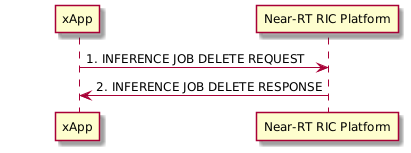 xApp
Near-RT RIC Platform
1. INFERENCE JOB DELETE REQUEST
2. INFERENCE JOB DELETE RESPONSE
xApp
Near-RT RIC Platform